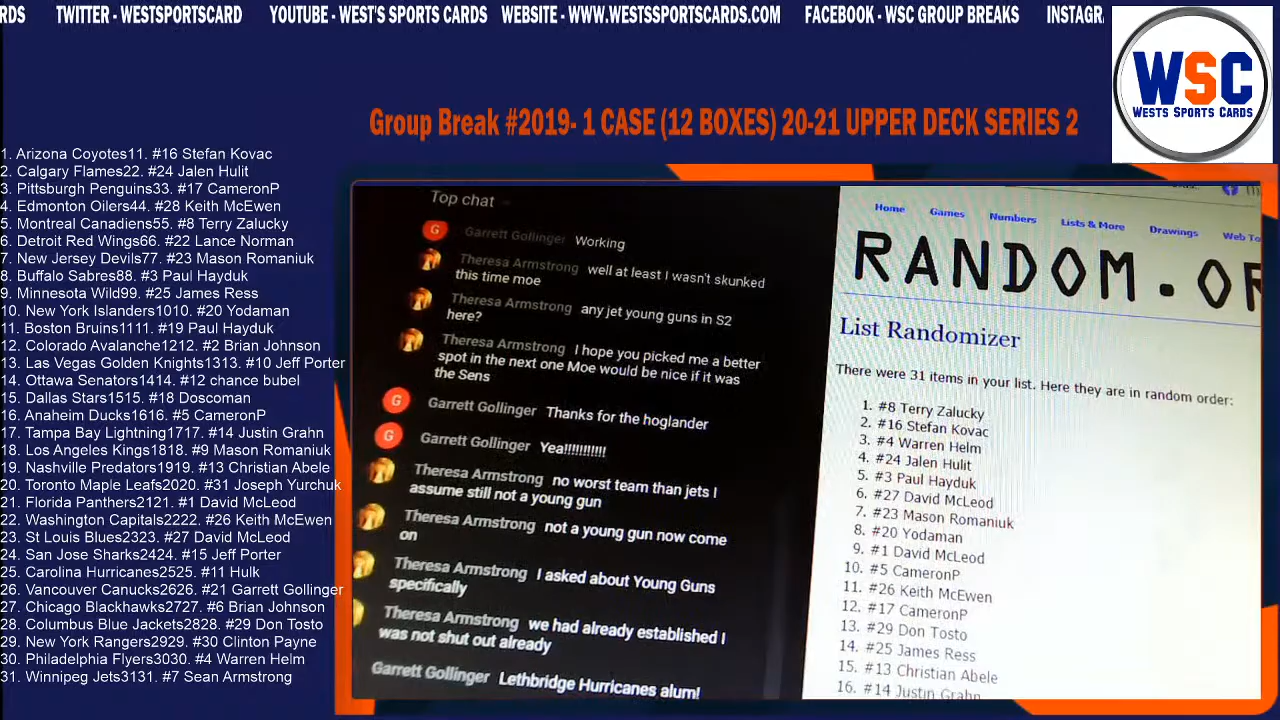 RDS TWITTER - WESTSPORTSCARD YOUTUBE - WEST'S SPORTS CARDS WEBSITE - WWW.WESTSSPORTSCARDS.COM FACEBOOK - WSC GROUP BREAKS INSTAGR
WSC
WESTS SPORTS CARDS
Group Break #2019- 1 CASE (12 BOXES) 20-21 UPPER DECK SERIES 2
1. Arizona Coyotes11. #16 Stefan Kovac
2. Calgary Flames22. #24 Jalen Hulit
3. Pittsburgh Penguins33. #17 CameronP
4. Edmonton Oilers44. #28 Keith McEwen
5. Montreal Canadiens55. #8 Terry Zalucky
6. Detroit Red Wings66. #22 Lance Norman
7. New Jersey Devils77. #23 Mason Romaniuk
8. Buffalo Sabres88. #3 Paul Hayduk
9. Minnesota Wild99. #25 James Ress
10. New York Islanders1010. #20 Yodaman
11. Boston Bruins1111. #19 Paul Hayduk
12. Colorado Avalanche1212. #2 Brian Johnson
13. Las Vegas Golden Knights1313. #10 Jeff Porter
14. Ottawa Senators1414. #12 chance bubel
15. Dallas Stars1515. #18 Doscoman
16. Anaheim Ducks1616. #5 CameronP
17. Tampa Bay Lightning1717. #14 Justin Grahn
18. Los Angeles Kings1818. #9 Mason Romaniuk
19. Nashville Predators1919. #13 Christian Abele
20. Toronto Maple Leafs2020. #31 Joseph Yurchuk
21. Florida Panthers2121. #1 David McLeod
22. Washington Capitals2222. #26 Keith McEwen
23. St Louis Blues2323. #27 David McLeod
24. San Jose Sharks2424. #15 Jeff Porter
25. Carolina Hurricanes2525. #11 Hulk
26. Vancouver Canucks2626. #21 Garrett Gollinger
27. Chicago Blackhawks2727. #6 Brian Johnson
28. Columbus Blue Jackets2828. #29 Don Tosto
29. New York Rangers2929. #30 Clinton Payne
30. Philadelphia Flyers3030. #4 Warren Helm
31. Winnipeg Jets3131. #7 Sean Armstrong
Top chat
G Garrett Gollinger Working
Theresa Armstrong well at least I wasn't skunked
this time moe
Theresa Armstrong any jet young guns in S2
here?
Theresa Armstrong I hope you picked me a better
spot in the next one Moe would be nice if it was
the Sens
G Garrett Gollinger Thanks for the hoglander
G Garrett Gollinger Yea!!!!!!!!!!!
Theresa Armstrong no worst team than jets I
assume still not a young gun
Theresa Armstrong not a young gun now come
on
Theresa Armstrong I asked about Young Guns
specifically
Theresa Armstrong we had already established I
was not shut out already
Garrett Gollinger Lethbridge Hurricanes alum!
Home Games Numbers Lists & More Drawings Web To
RANDOM.OR
List Randomizer
There were 31 items in your list. Here they are in random order:
1. #8 Terry Zalucky
2. #16 Stefan Kovac
3. #4 Warren Helm
4. #24 Jalen Hulit
5. #3 Paul Hayduk
6. #27 David McLeod
7. #23 Mason Romaniuk
8. #20 Yodaman
9. #1 David McLeod
10. #5 CameronP
11. #26 Keith McEwen
12. #17 CameronP
13. #29 Don Tosto
14. #25 James Ress
15. #13 Christian Abele
16. #14 Justin Grahn